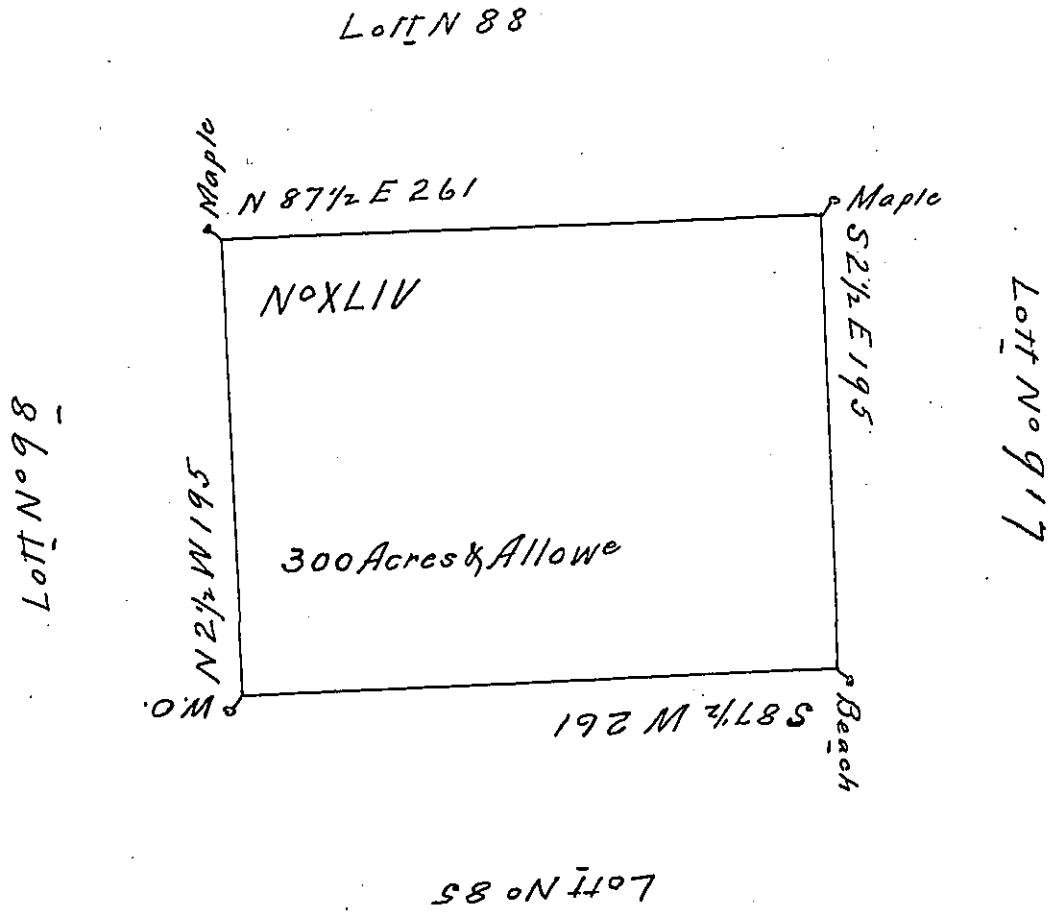 Lott N 88
Maple
N 87½ E 261
Maple
S 2½ E 195
Lott Nº 917
NºXLIV
Lott Nº 98
N 2½ W 195
300 Acres & Allowe
W.O.
S 87½ W 261
Beach
Lott Nº 85